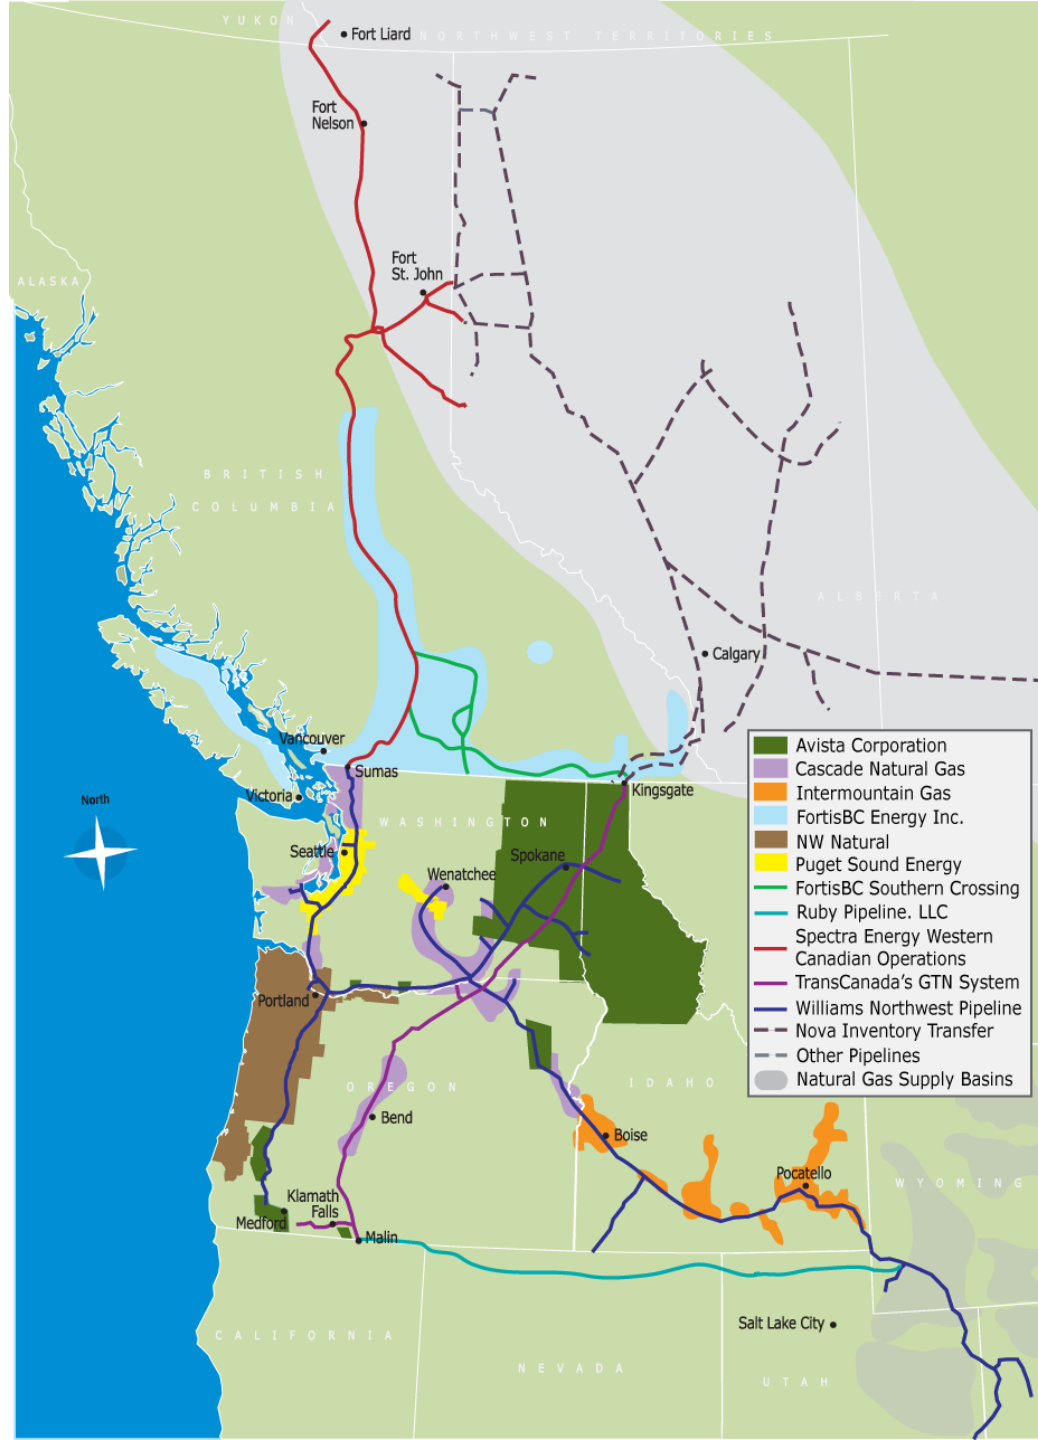 YUKON
Fort Liard
NORTHWEST TERRITORIES
Fort
Nelson
Fort
St. John
ALASKA
BRITISH
COLUMBIA
ALBERTA
Calgary
Vancouver
Sumas
Kingsgate
Victoria
North
WASHINGTON
Seattle
Spokane
Wenatchee
Portland
OREGON
IDAHO
Bend
Boise
Pocatello
WYOMING
Klamath
Falls
Medford
Malin
Salt Lake City
CALIFORNIA
NEVADA
UTAH
Avista Corporation
Cascade Natural Gas
Intermountain Gas
FortisBC Energy Inc.
NW Natural
Puget Sound Energy
FortisBC Southern Crossing
Ruby Pipeline. LLC
Spectra Energy Western
Canadian Operations
TransCanada's GTN System
Williams Northwest Pipeline
Nova Inventory Transfer
Other Pipelines
Natural Gas Supply Basins